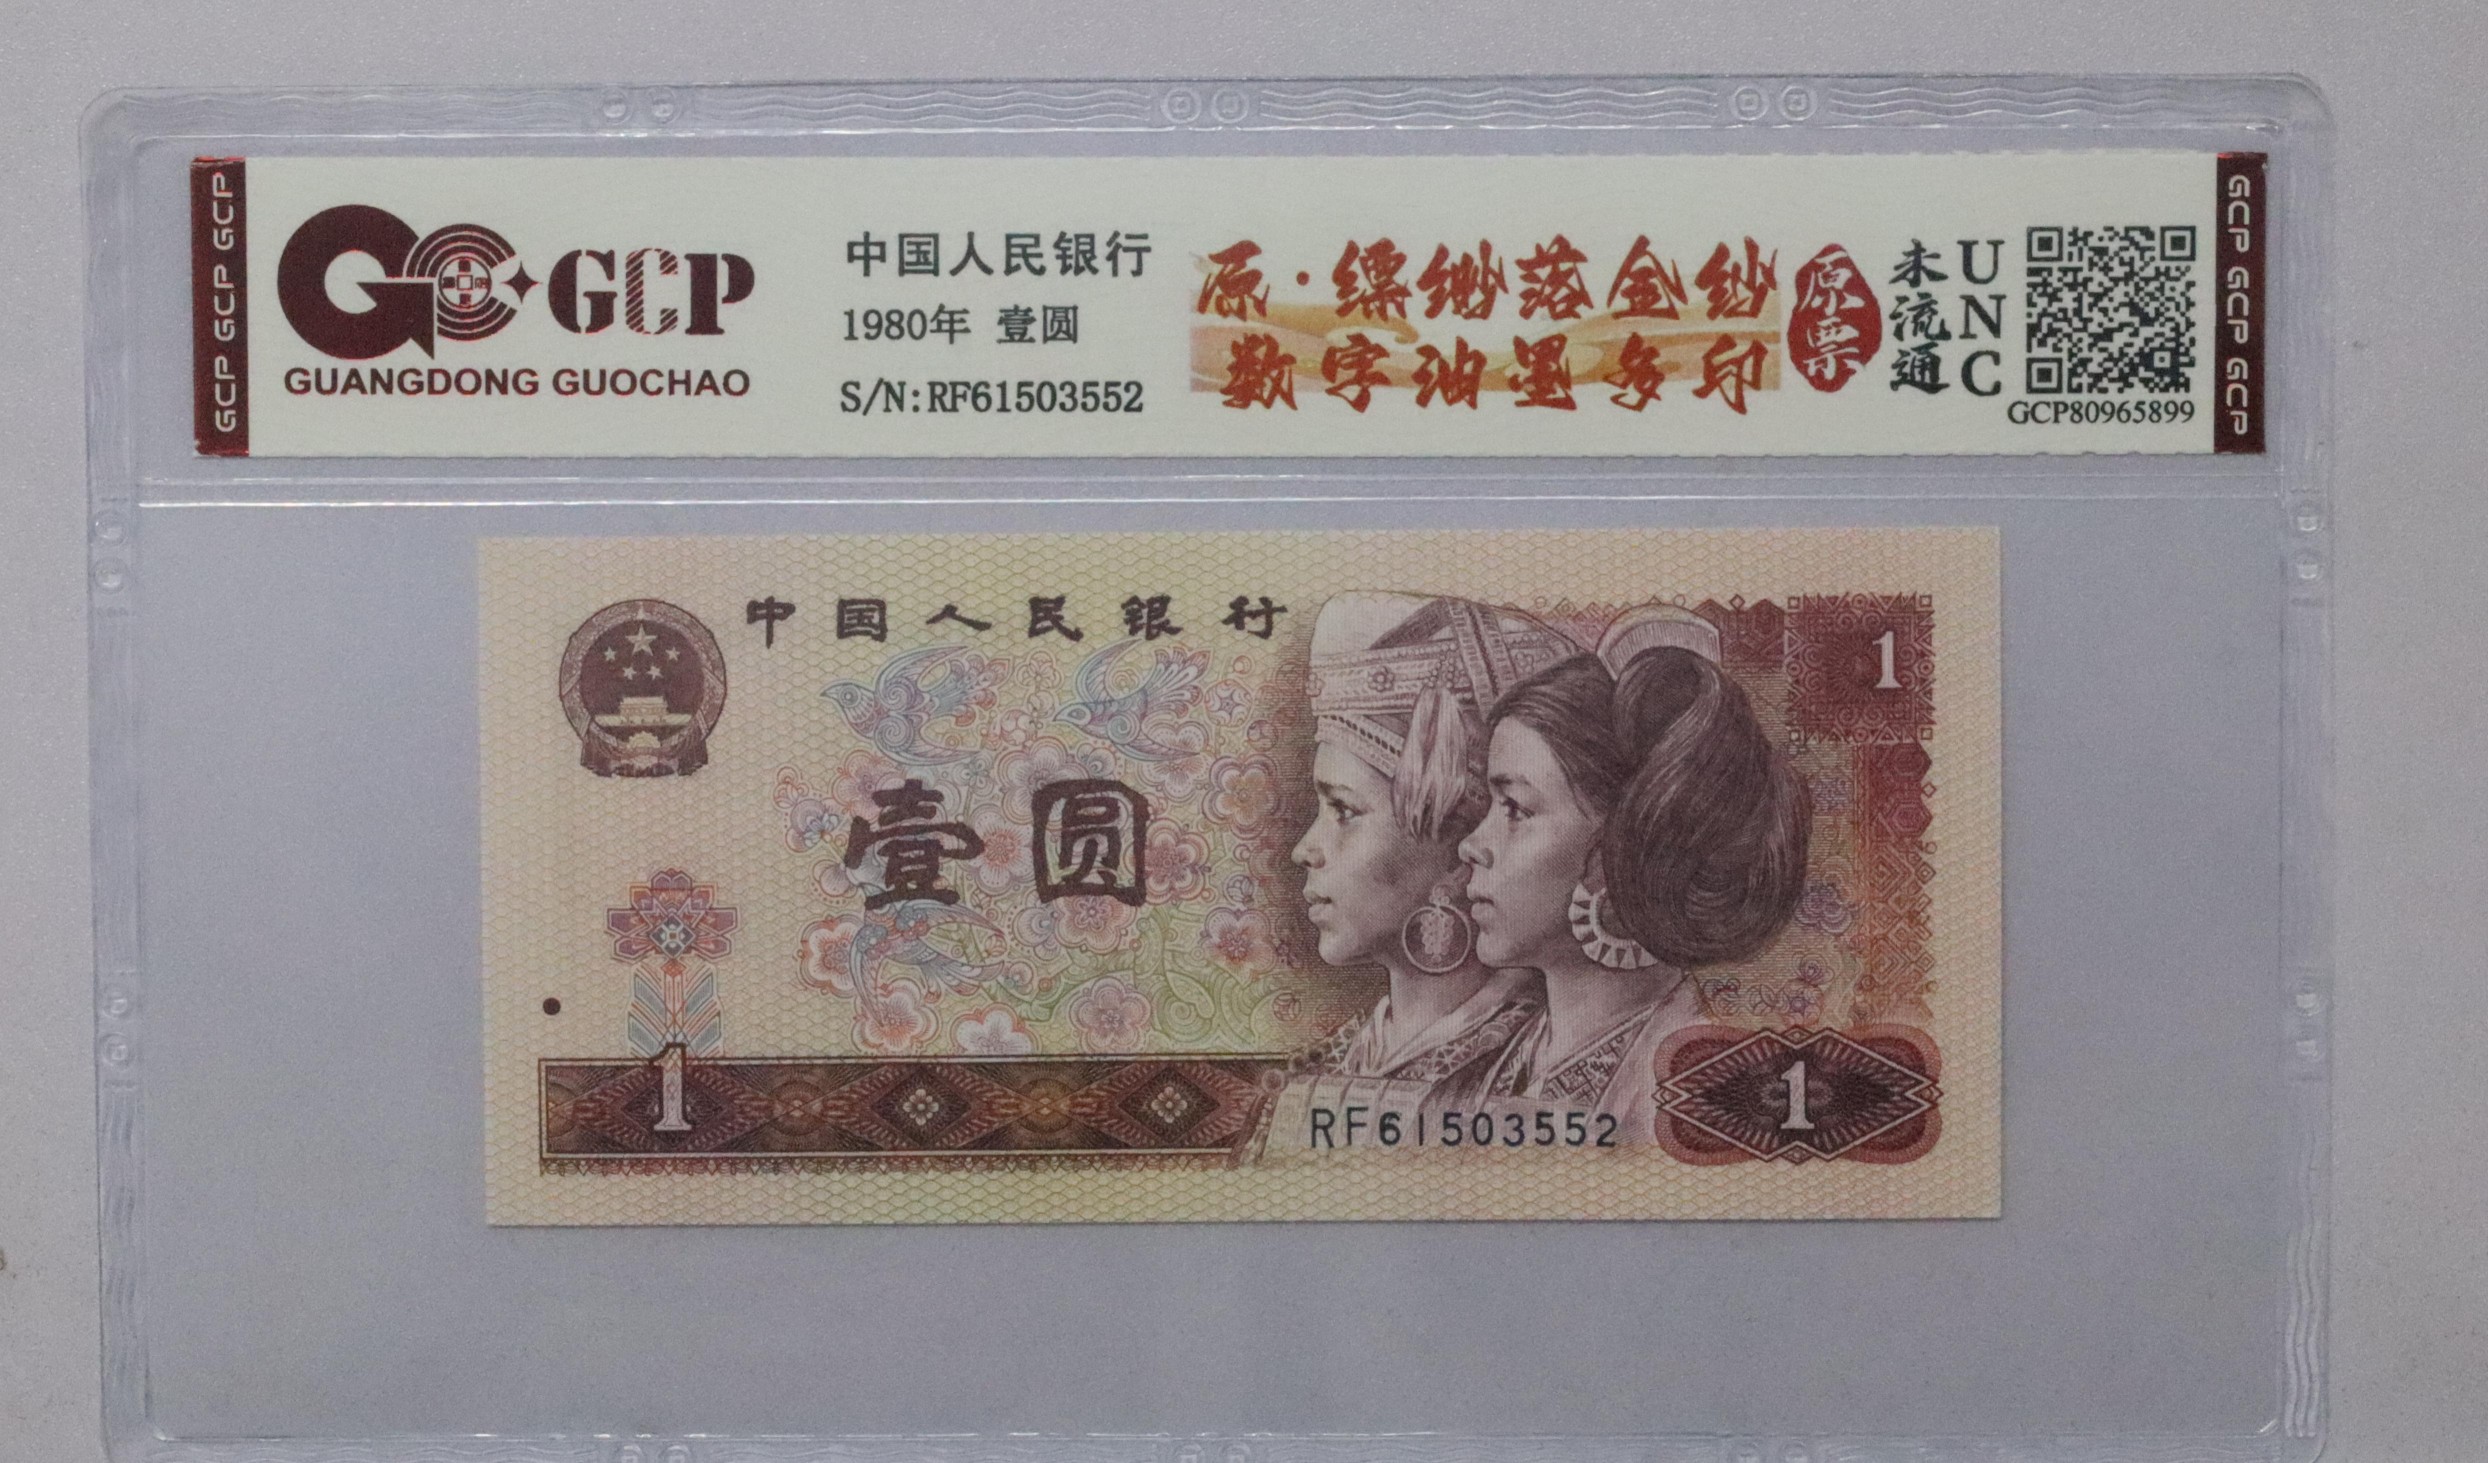 GCP GCP GCP
GCP
GUANGDONG GUOCHAO
中国人民银行
1980年 壹圆
S/N:RF61503552
原·缥缈落金纱
数字油墨多印
原票
未流通
UNC
GCP80965899
GCP GCP GCP
中国人民银行
1
壹圆
1
RF61503552
1